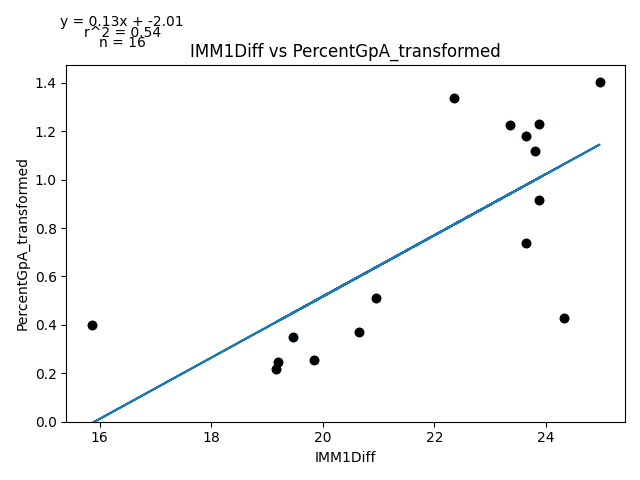 y = 0.13x + -2.01
r^2 = 0.54
n = 16
IMM1Diff vs PercentGpA_transformed
PercentGpA_transformed
1.4
1.2
1.0
0.8
0.6
0.4
0.2
0.0
16 18 20 22 24
IMM1Diff